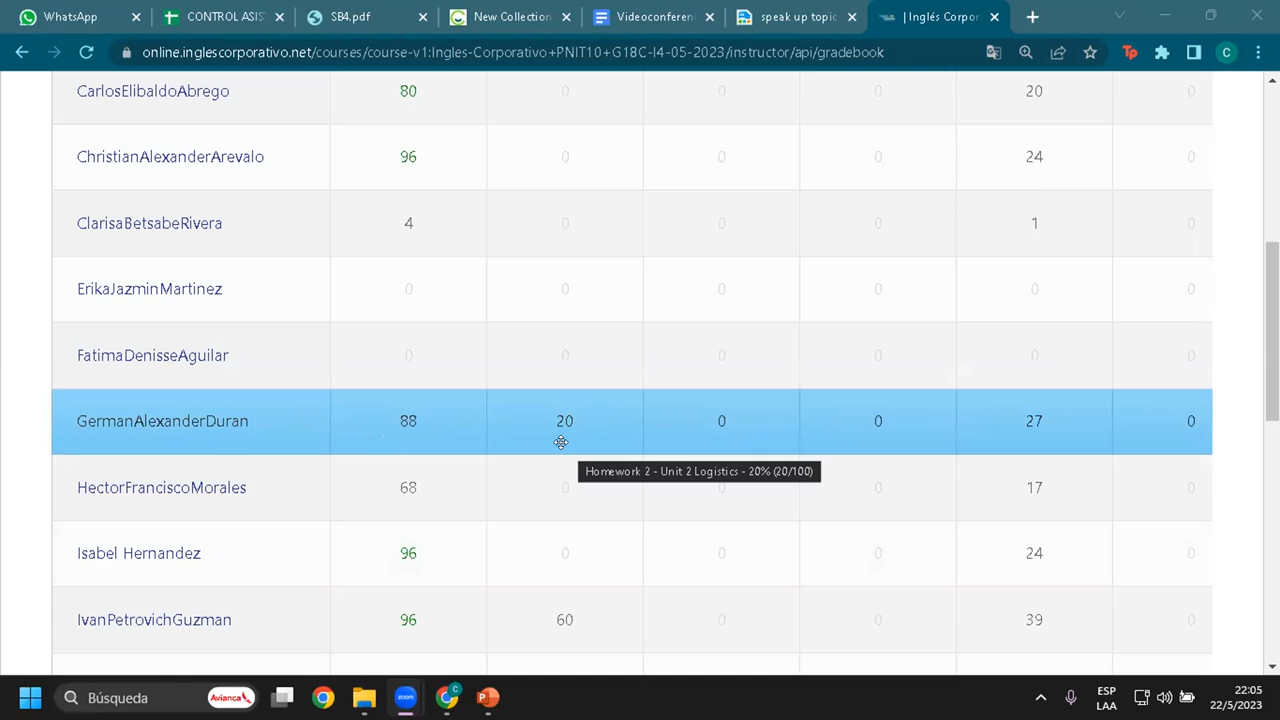 WhatsApp
CONTROL ASIS
SB4.pdf
New Collection
Videoconferen
speak up topic
| Inglés Corpor
online.inglescorporativo.net/courses/course-v1:Ingles-Corporativo+PNIT10+G18C-I4-05-2023/instructor/api/gradebook
CarlosElibaldoAbrego 80 0 0 0 20 0
ChristianAlexanderArevalo 96 0 0 0 24 0
ClarisaBetsabeRivera 4 0 0 0 1 0
ErikaJazminMartinez 0 0 0 0 0 0
FatimaDenisseAguilar 0 0 0 0 0 0
GermanAlexanderDuran 88 20 0 0 27 0
Homework 2 - Unit 2 Logistics - 20% (20/100)
HectorFranciscoMorales 68 0 0 0 17 0
Isabel Hernandez 96 0 0 0 24 0
IvanPetrovichGuzman 96 60 0 0 39 0
Búsqueda
Avianca
zoom
C
ESP
LAA
22:05
22/5/2023